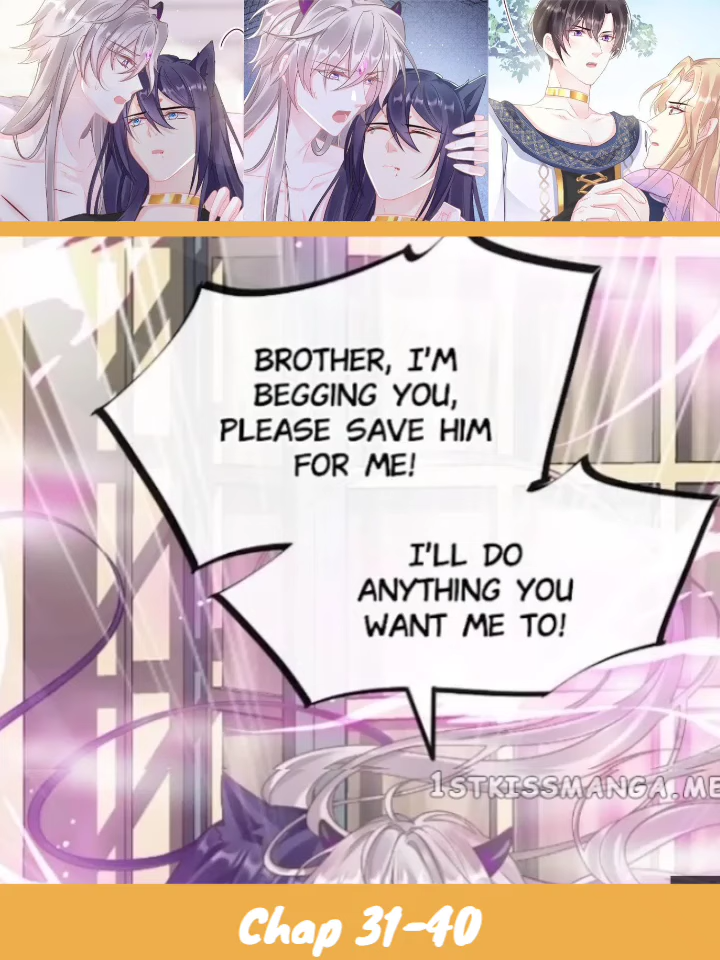 BROTHER, I'M
BEGGING YOU,
PLEASE SAVE HIM
FOR ME!
I'LL DO
ANYTHING YOU
WANT ME TO!
1STKISSMANGA.ME
Chap 31-40